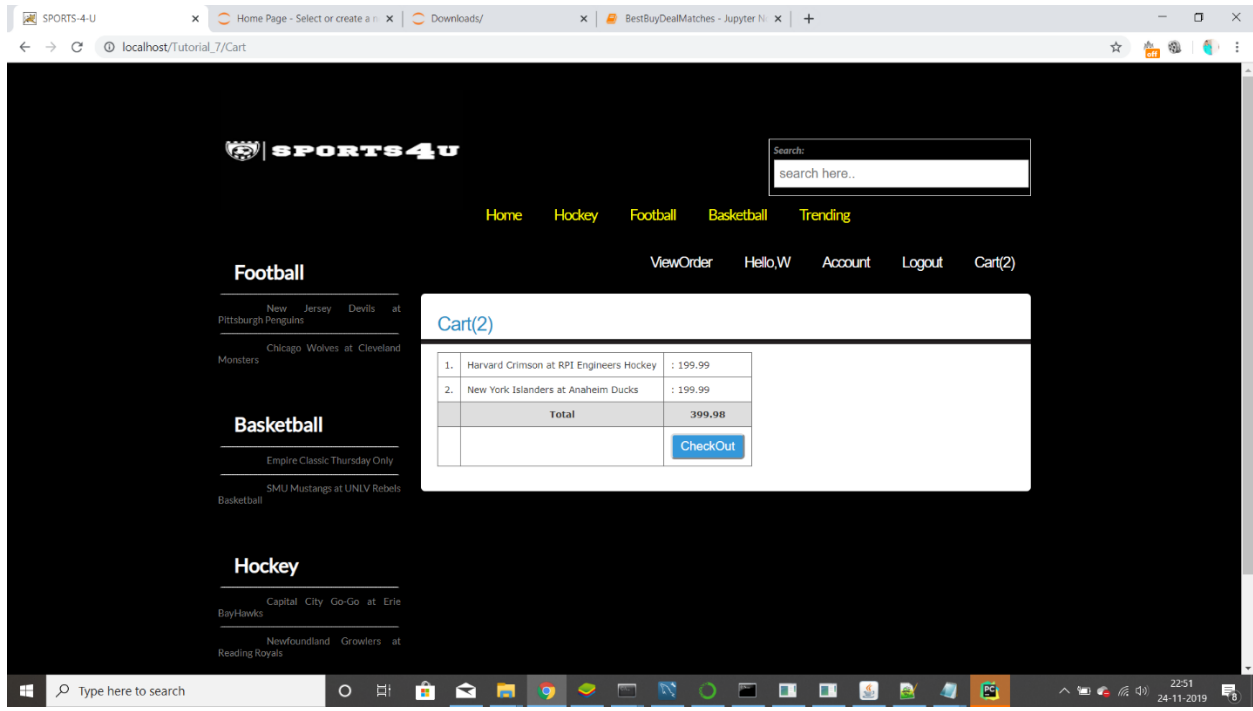 SPORTS-4-U
Home Page - Select or create a n
Downloads/
BestBuyDealMatches - Jupyter No
localhost/Tutorial_7/Cart
off
SPORTS4U
Search:
search here..
Home Hockey Football Basketball Trending
ViewOrder Hello,W Account Logout Cart(2)
Football
New Jersey Devils at
Pittsburgh Penguins
Chicago Wolves at Cleveland
Monsters
Basketball
Empire Classic Thursday Only
SMU Mustangs at UNLV Rebels
Basketball
Hockey
Capital City Go-Go at Erie
BayHawks
Newfoundland Growlers at
Reading Royals
Cart(2)
1. Harvard Crimson at RPI Engineers Hockey : 199.99
2. New York Islanders at Anaheim Ducks : 199.99
Total 399.98
CheckOut
Type here to search
PC
22:51
24-11-2019
8